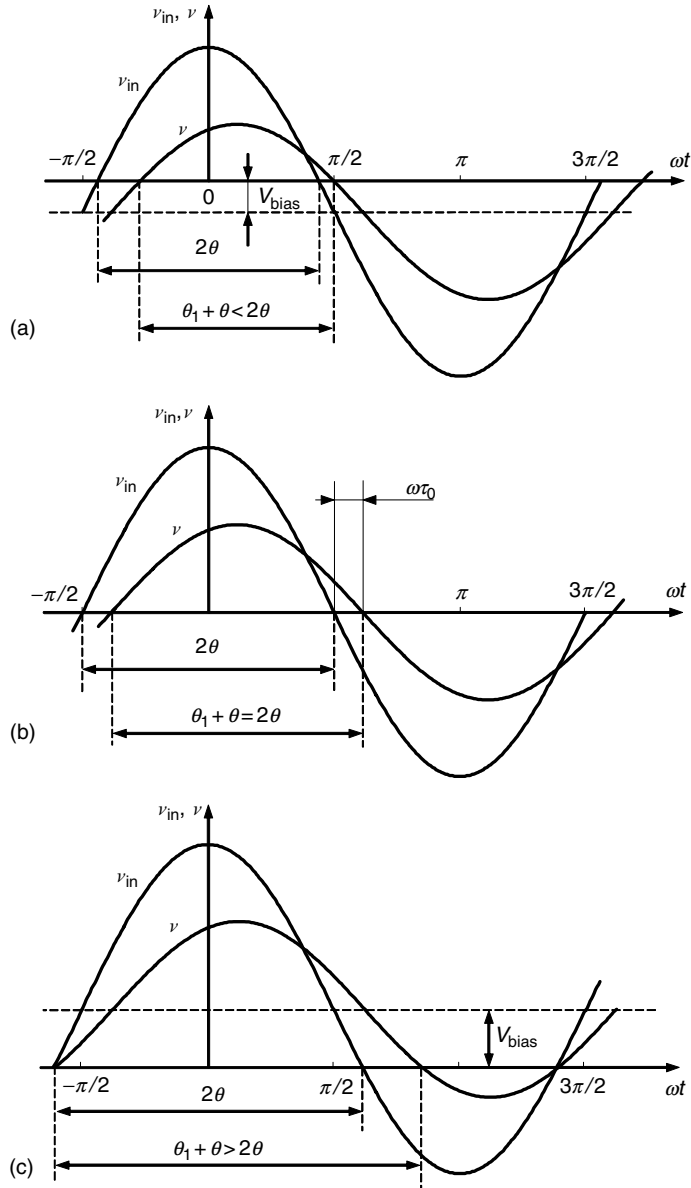 νin, ν
νin
ν
−π/2
π/2
π
3π/2
ωt
0
Vbias
2θ
θ1 + θ < 2θ
(a)
νin, ν
νin
ωτ0
ν
−π/2
π
3π/2
ωt
2θ
θ1 + θ = 2θ
(b)
νin, ν
νin
ν
Vbias
−π/2
2θ
π/2
3π/2
ωt
θ1 + θ > 2θ
(c)